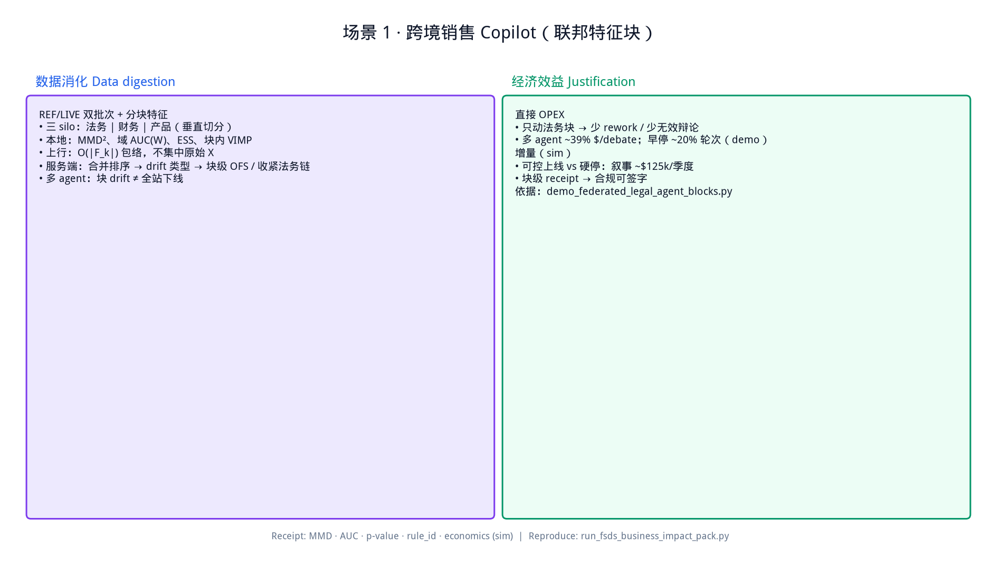 场景 1 · 跨境销售 Copilot（联邦特征块）
数据消化 Data digestion
REF/LIVE 双批次 + 分块特征
• 三 silo：法务 | 财务 | 产品（垂直切分）
• 本地：MMD²、域 AUC(W)、ESS、块内 VIMP
• 上行：O(|F_k|) 包络，不集中原始 X
• 服务端：合并排序 → drift 类型 → 块级 OFS / 收紧法务链
• 多 agent：块 drift ≠ 全站下线
经济效益 Justification
直接 OPEX
• 只动法务块 → 少 rework / 少无效辩论
• 多 agent ~39% $/debate；早停 ~20% 轮次（demo）
增量（sim）
• 可控上线 vs 硬停：叙事 ~$125k/季度
• 块级 receipt → 合规可签字
依据：demo_federated_legal_agent_blocks.py
Receipt: MMD · AUC · p-value · rule_id · economics (sim) | Reproduce: run_fsds_business_impact_pack.py